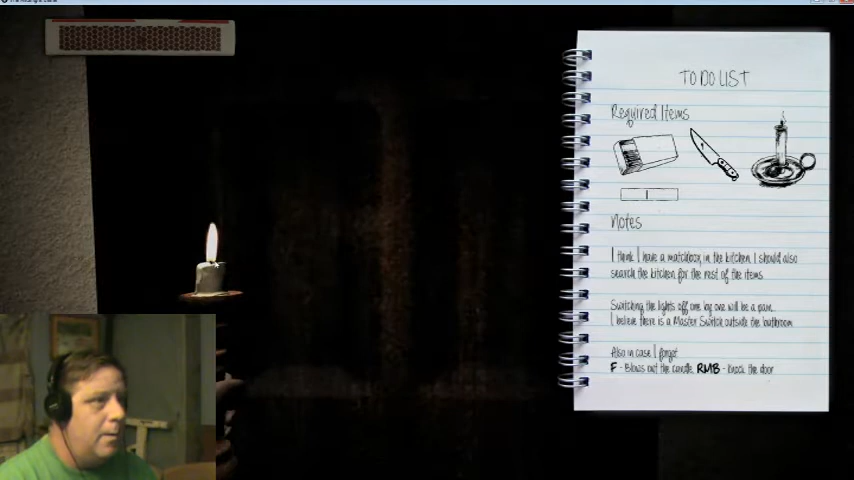 TO DO LIST
Required Items
Notes
I think I have a matchbox, in the kitchen. I should also
search the kitchen for the rest of the items.
Switching the lights off one by one will be a pain..
I believe there is a Master Switch outside the bathroom
Also in case I forget
F - Blows out the candle, RMB - Knock the door